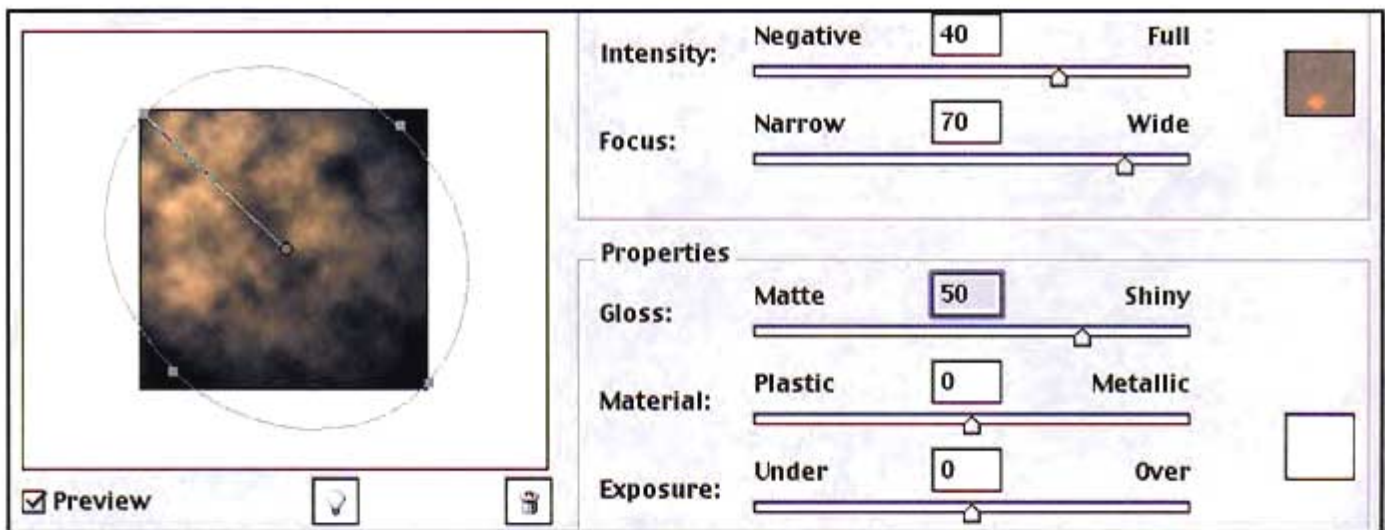 Intensity: Negative 40 Full
Focus: Narrow 70 Wide
Properties
Gloss: Matte 50 Shiny
Material: Plastic 0 Metallic
Exposure: Under 0 Over
Preview